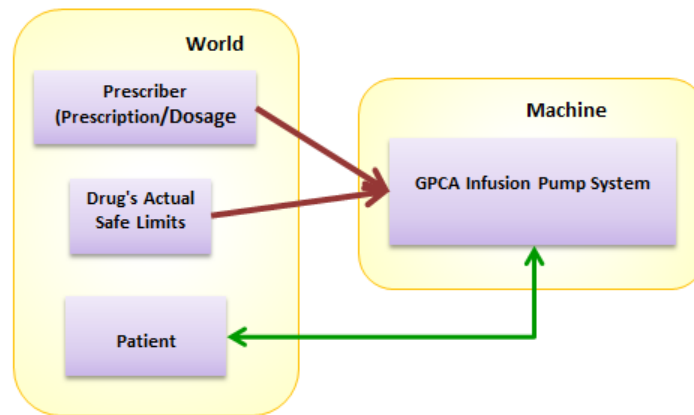 World
Prescriber
(Prescription/Dosage
Drug's Actual
Safe Limits
Patient
Machine
GPCA Infusion Pump System